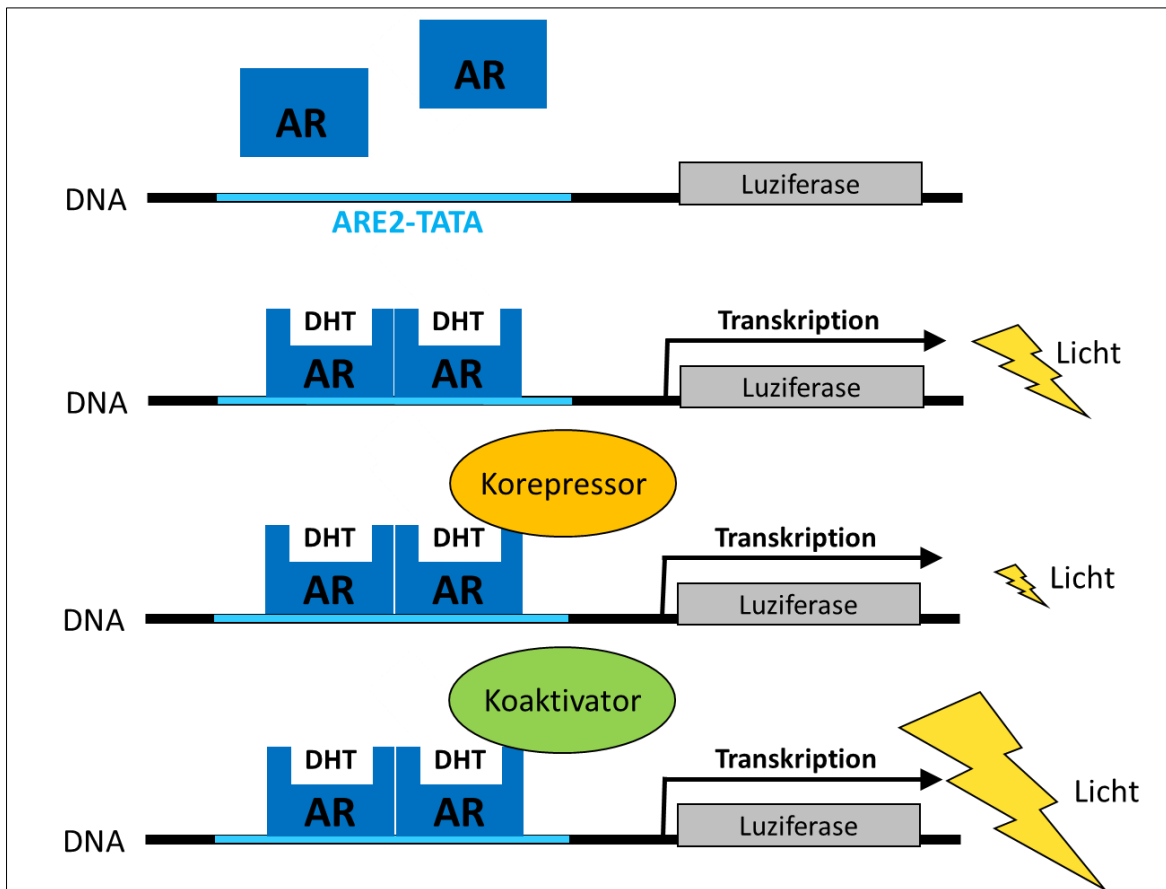 AR
AR
DNA
Luziferase
ARE2-TATA
DHT DHT
Transkription
Licht
AR AR
Luziferase
DNA
Korepressor
DHT DHT
Transkription
Licht
AR AR
Luziferase
DNA
Koaktivator
DHT DHT
Transkription
Licht
AR AR
Luziferase
DNA